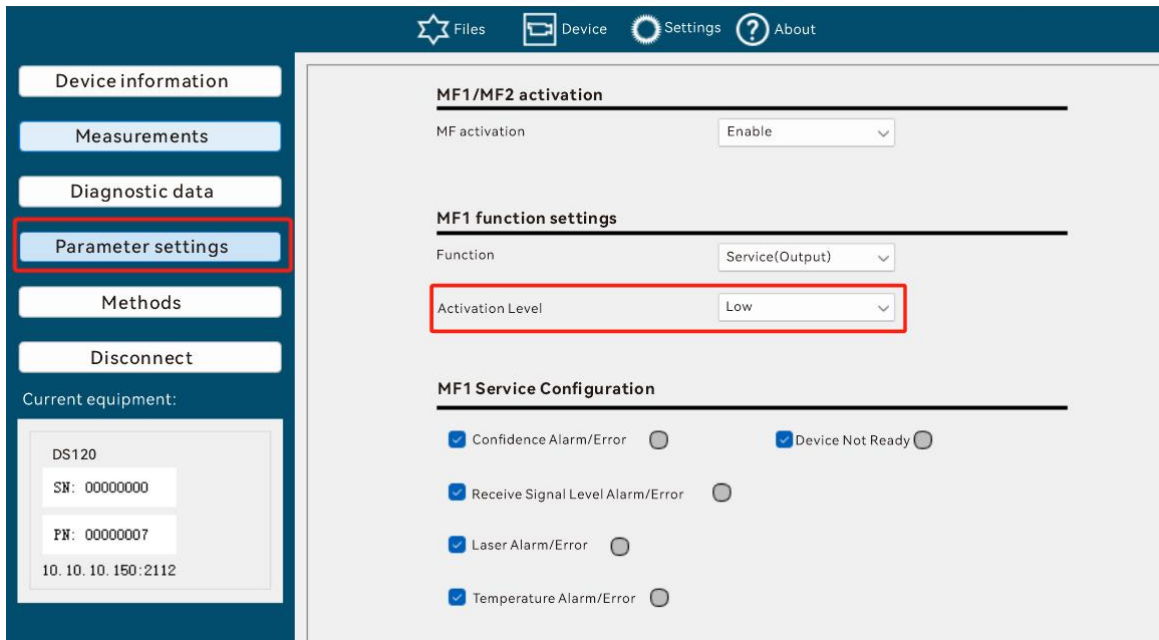 Files Device Settings ? About
Device information
Measurements
Diagnostic data
Parameter settings
Methods
Disconnect
Current equipment:
DS120
SN: 00000000
PN: 00000007
10.10.10.150:2112
MF1/MF2 activation
MF activation Enable
MF1 function settings
Function Service(Output)
Activation Level Low
MF1 Service Configuration
Confidence Alarm/Error Device Not Ready
Receive Signal Level Alarm/Error
Laser Alarm/Error
Temperature Alarm/Error